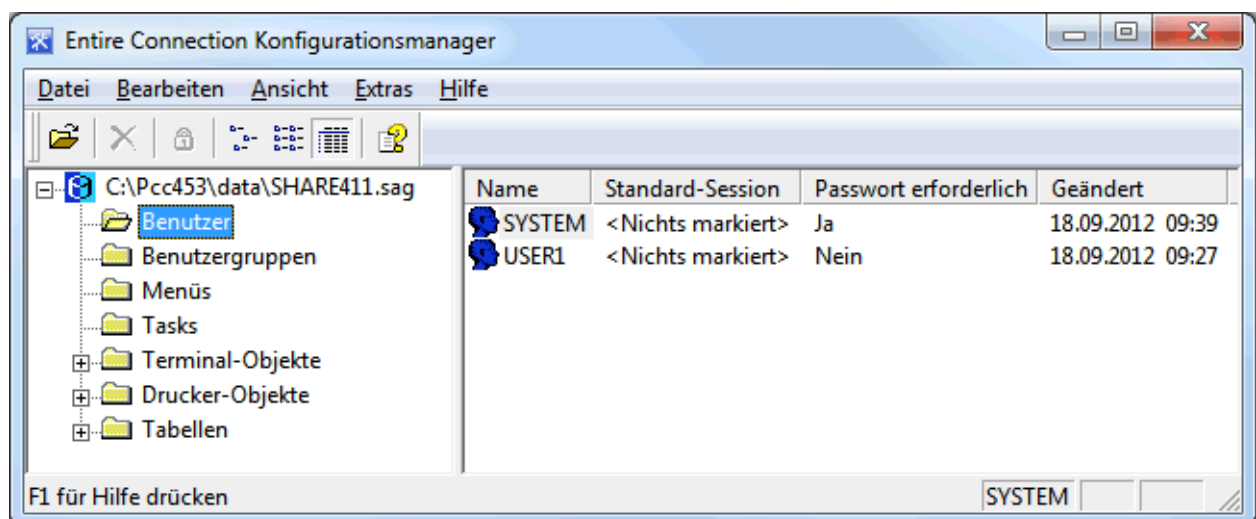 Entire Connection Konfigurationsmanager
Datei Bearbeiten Ansicht Extras Hilfe
C:\Pcc453\data\SHARE411.sag
Benutzer
Benutzergruppen
Menüs
Tasks
Terminal-Objekte
Drucker-Objekte
Tabellen
Name Standard-Session Passwort erforderlich Geändert
SYSTEM <Nichts markiert> Ja 18.09.2012 09:39
USER1 <Nichts markiert> Nein 18.09.2012 09:27
F1 für Hilfe drücken SYSTEM